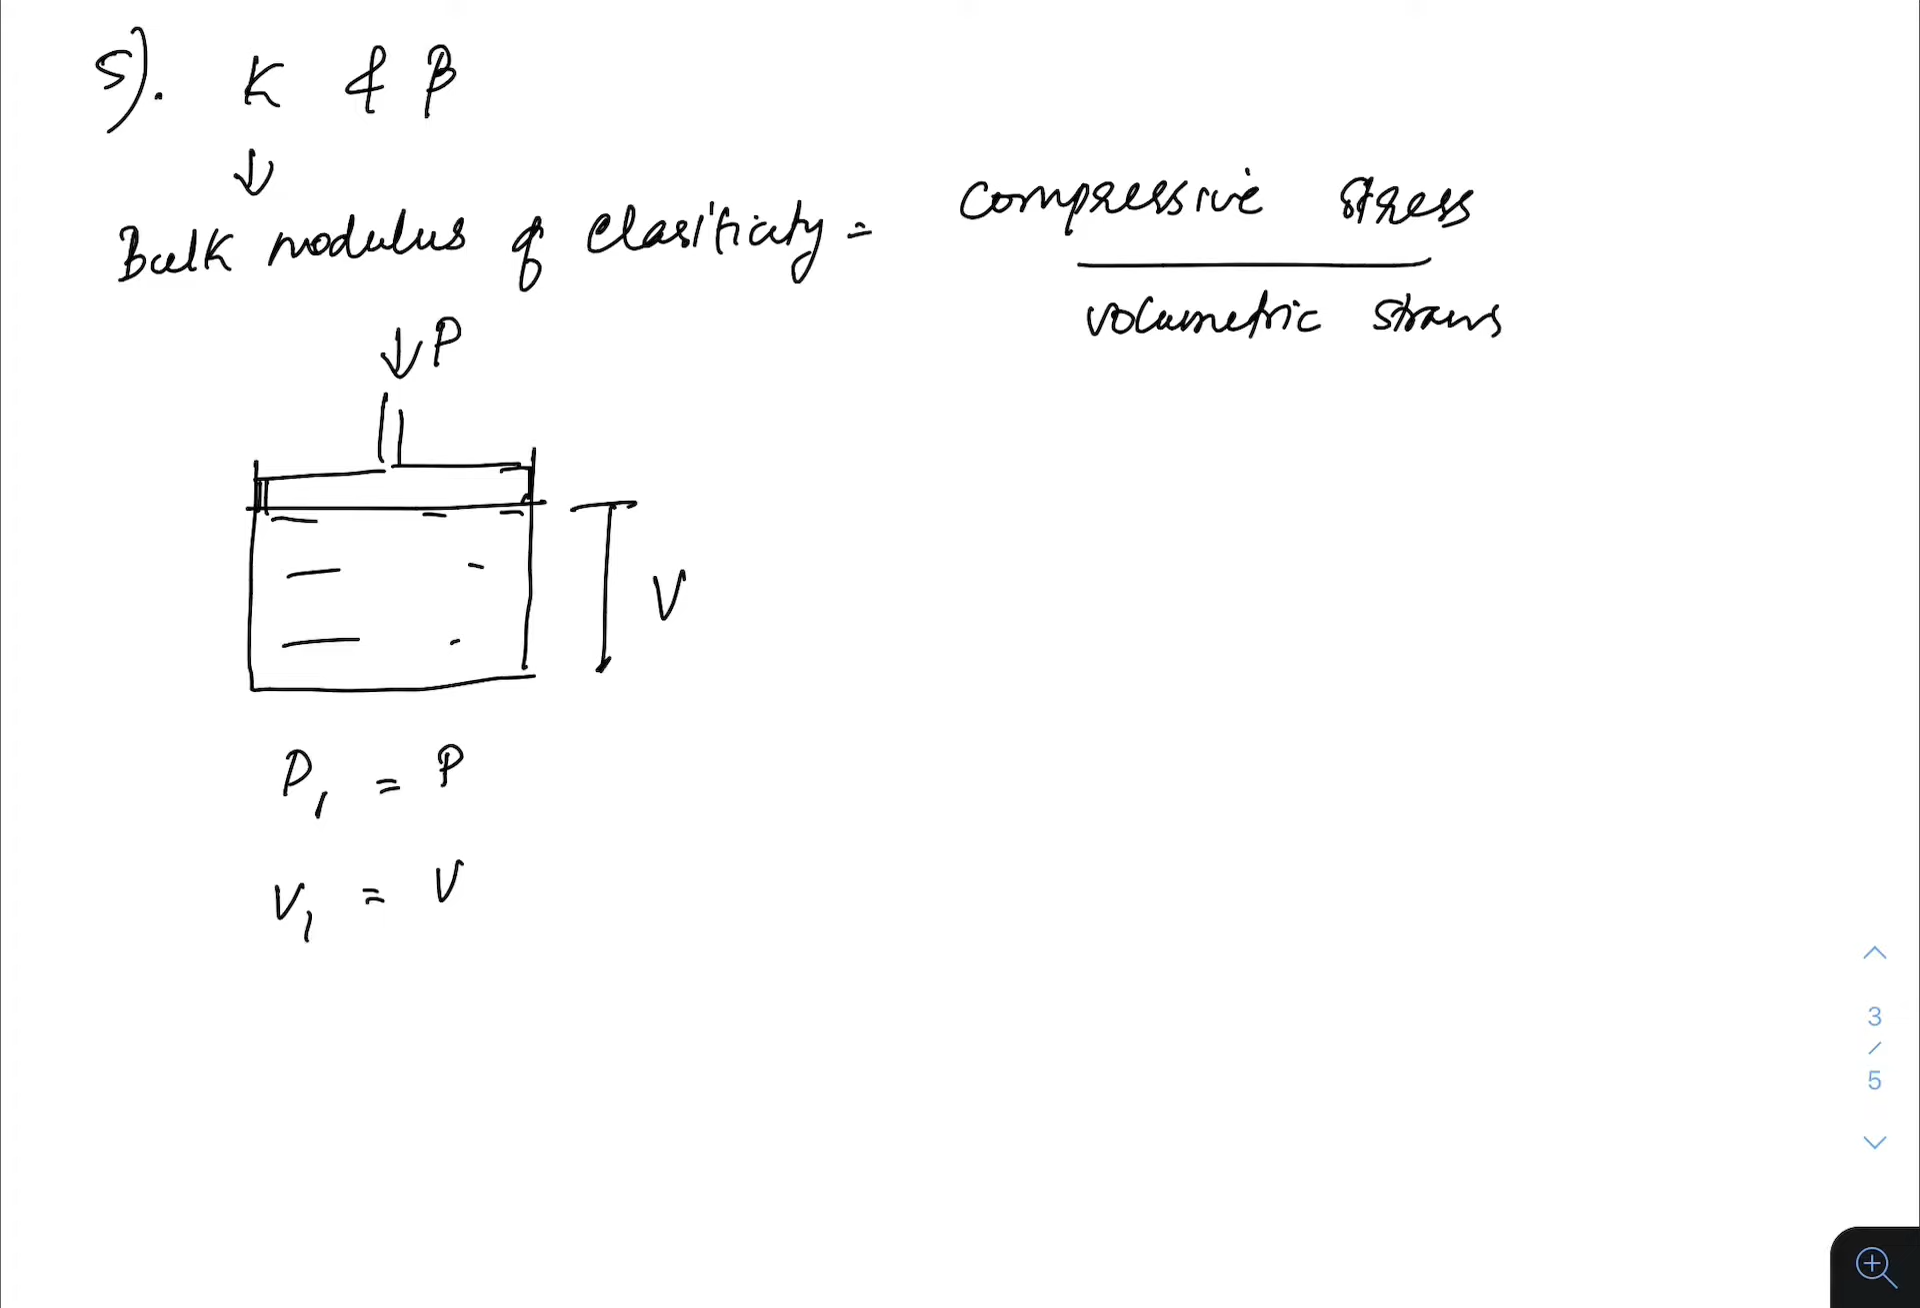 5). K & β
↓
Bulk modulus of elasticity = compressive stress
volumetric strains
↓P
V
P₁ = P
V₁ = V
3
/
5